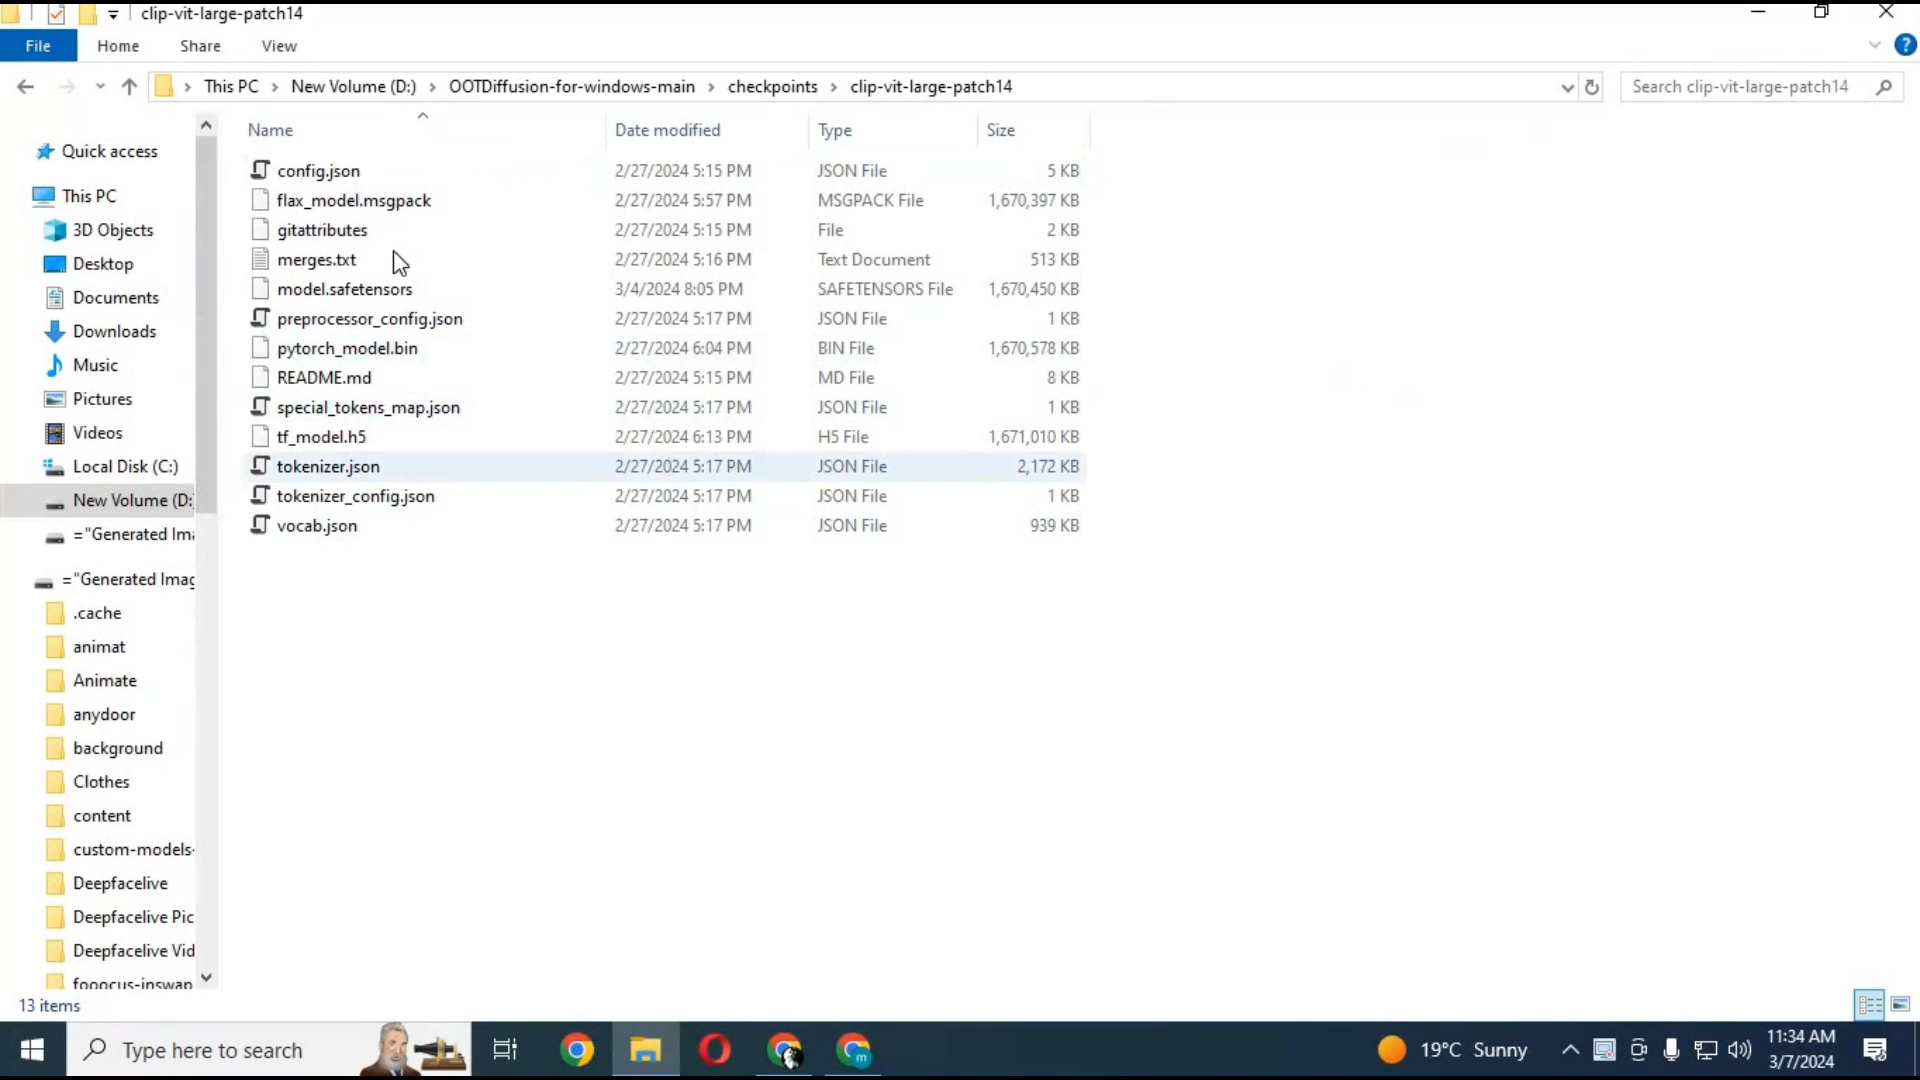 clip-vit-large-patch14
File Home Share View
This PC New Volume (D:) OOTDiffusion-for-windows-main checkpoints clip-vit-large-patch14
Search clip-vit-large-patch14
Name Date modified Type Size
config.json 2/27/2024 5:15 PM JSON File 5 KB
flax_model.msgpack 2/27/2024 5:57 PM MSGPACK File 1,670,397 KB
gitattributes 2/27/2024 5:15 PM File 2 KB
merges.txt 2/27/2024 5:16 PM Text Document 513 KB
model.safetensors 3/4/2024 8:05 PM SAFETENSORS File 1,670,450 KB
preprocessor_config.json 2/27/2024 5:17 PM JSON File 1 KB
pytorch_model.bin 2/27/2024 6:04 PM BIN File 1,670,578 KB
README.md 2/27/2024 5:15 PM MD File 8 KB
special_tokens_map.json 2/27/2024 5:17 PM JSON File 1 KB
tf_model.h5 2/27/2024 6:13 PM H5 File 1,671,010 KB
tokenizer.json 2/27/2024 5:17 PM JSON File 2,172 KB
tokenizer_config.json 2/27/2024 5:17 PM JSON File 1 KB
vocab.json 2/27/2024 5:17 PM JSON File 939 KB
Quick access
This PC
3D Objects
Desktop
Documents
Downloads
Music
Pictures
Videos
Local Disk (C:)
New Volume (D:
="Generated Ima
="Generated Imag
.cache
animat
Animate
anydoor
background
Clothes
content
custom-models-
Deepfacelive
Deepfacelive Pic
Deepfacelive Vid
fooocus-inswap
13 items
Type here to search
19°C Sunny
11:34 AM
3/7/2024